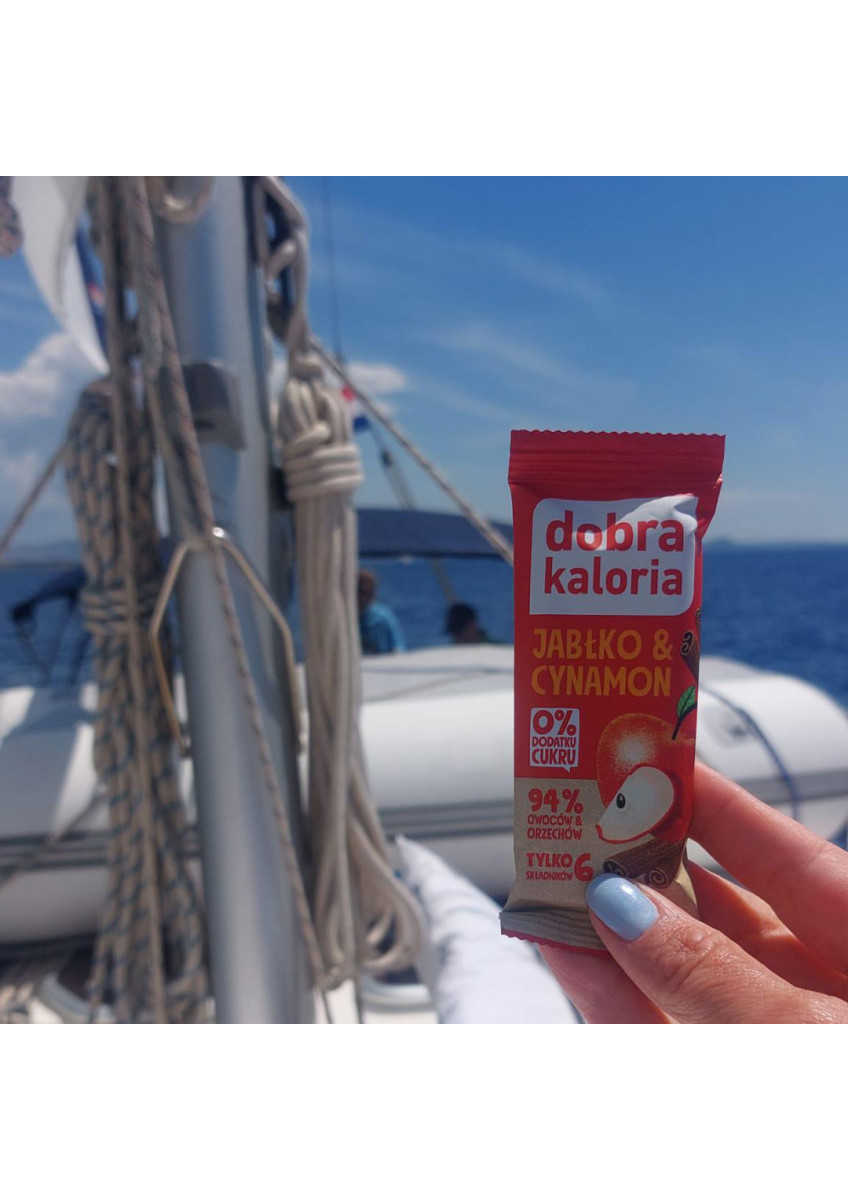 dobra
kaloria
JABŁKO &
CYNAMON
0%
DODATKU
CUKRU
94%
OWOCÓW &
ORZECHÓW
TYLKO 6
SKŁADNIKÓW